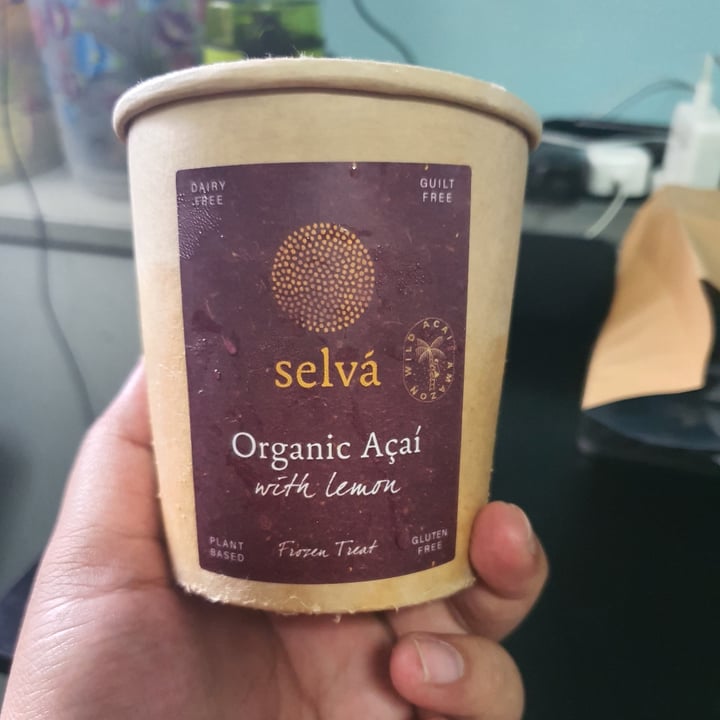 DAIRY
FREE
GUILT
FREE
selvá
WILD AÇAÍ AMAZON
Organic Açaí
with lemon
PLANT
BASED
Frozen Treat
GLUTEN
FREE